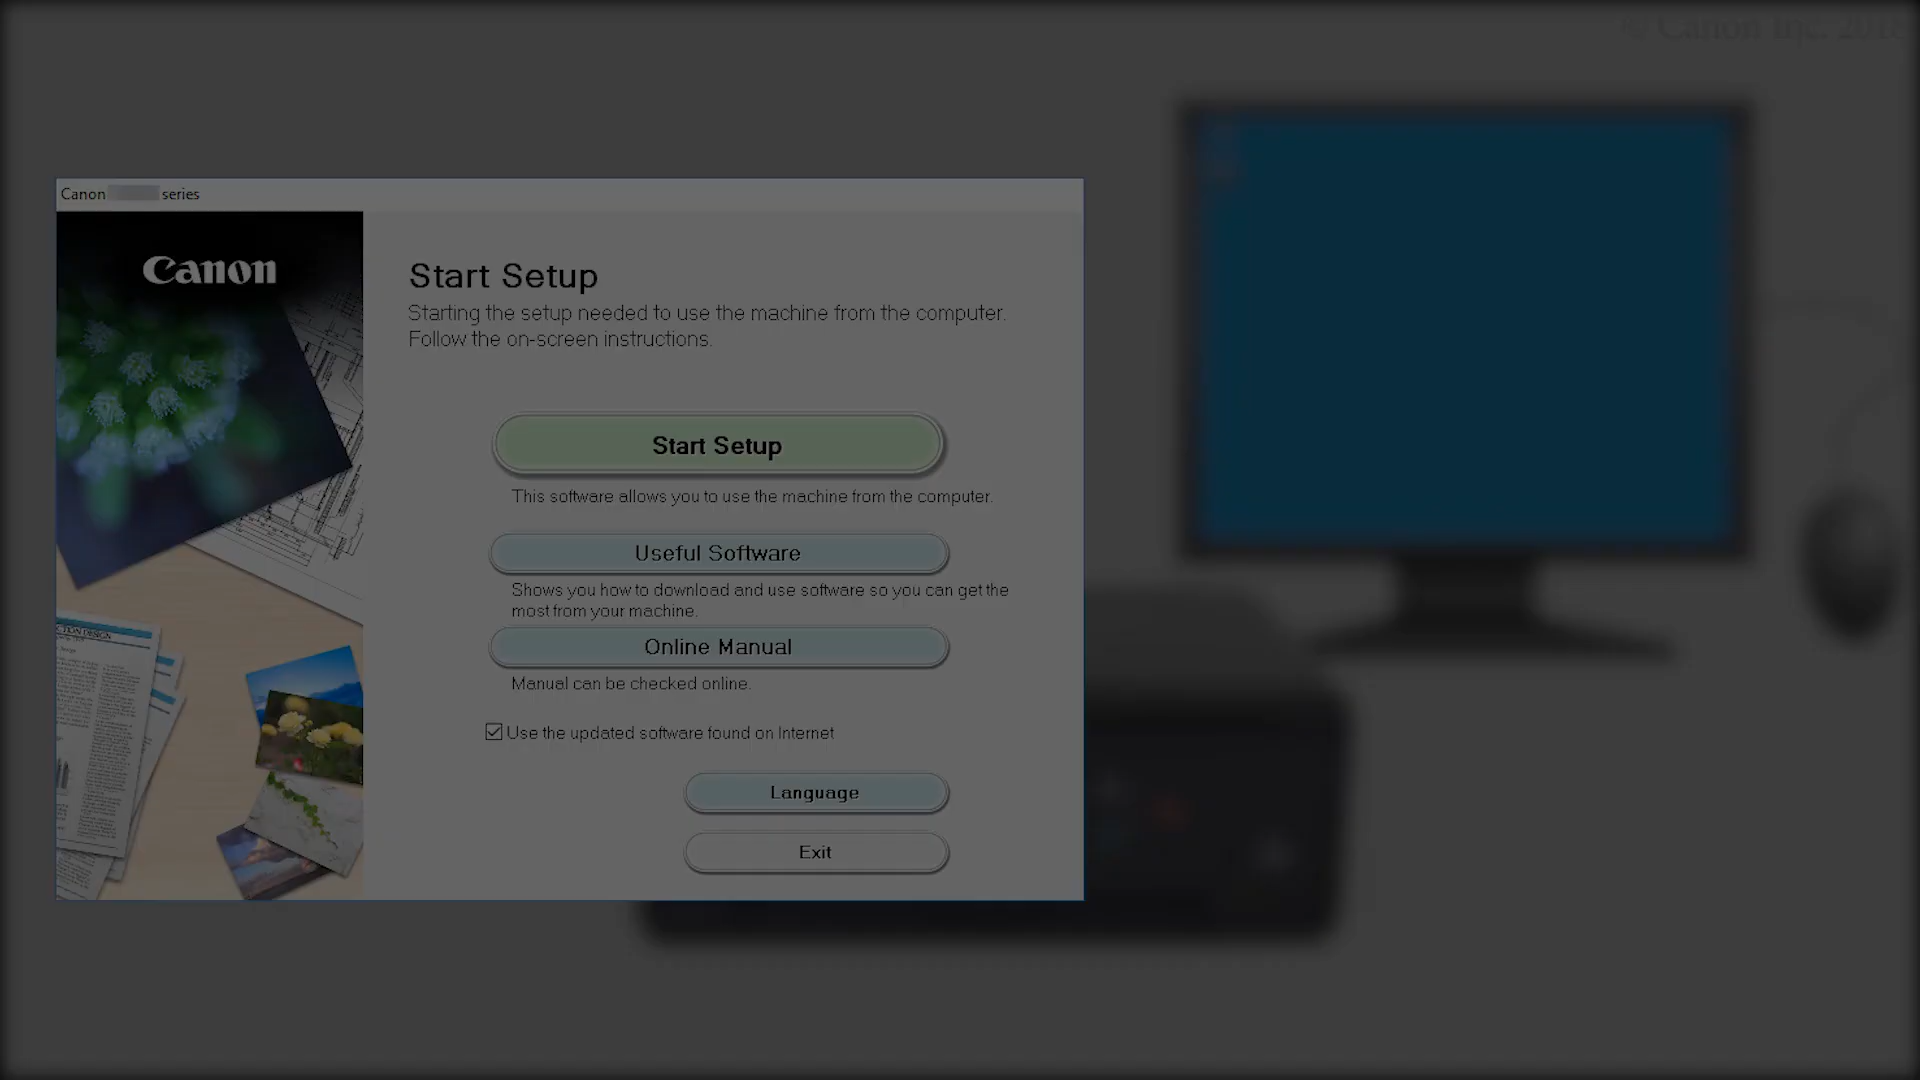 © Canon Inc. 201
Canon series
Canon
Start Setup
Starting the setup needed to use the machine from the computer.
Follow the on-screen instructions.
Start Setup
This software allows you to use the machine from the computer.
Useful Software
Shows you how to download and use software so you can get the
most from your machine.
Online Manual
Manual can be checked online.
Use the updated software found on Internet
Language
Exit